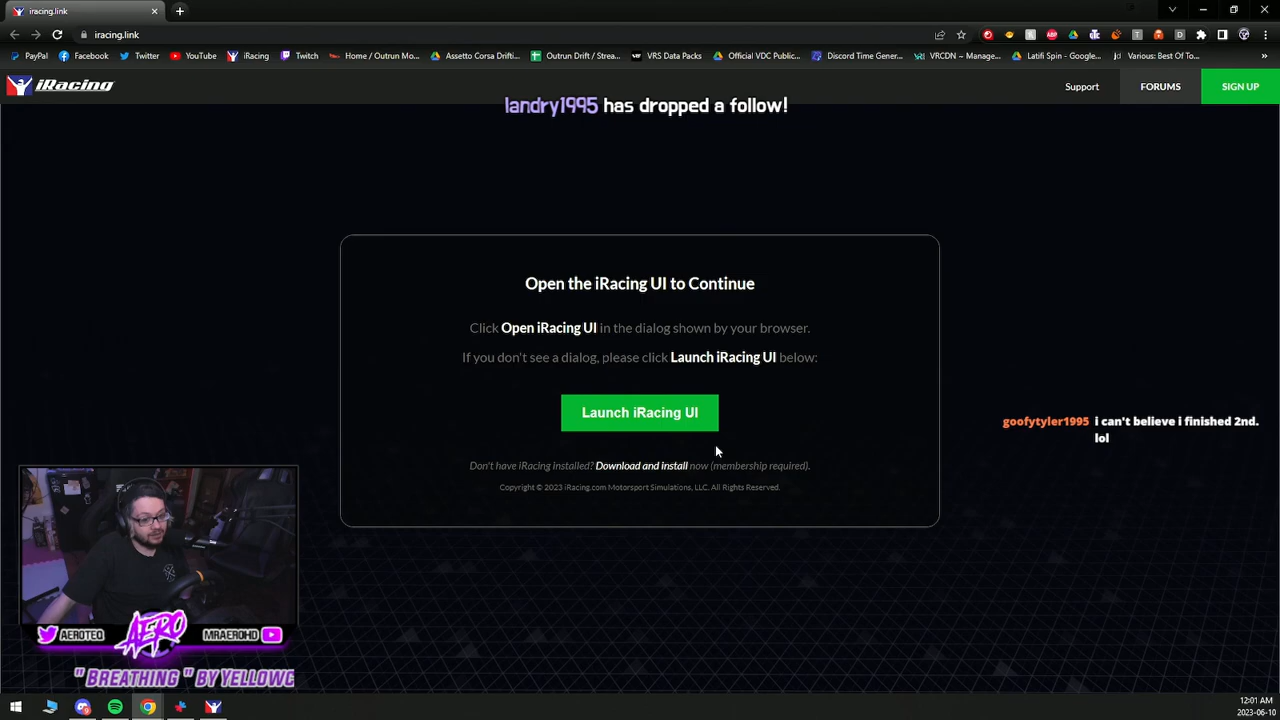 iracing.link
iracing.link
PayPal
Facebook
Twitter
YouTube
iRacing
Twitch
Home / Outrun Mo...
Assetto Corsa Drifti...
Outrun Drift / Strea...
VRS Data Packs
Official VDC Public...
Discord Time Gener...
VRCDN – Manage...
Latifi Spin - Google...
Various: Best Of To...
iRacing
Support
FORUMS
SIGN UP
landry1995 has dropped a follow!
Open the iRacing UI to Continue
Click Open iRacing UI in the dialog shown by your browser.
If you don't see a dialog, please click Launch iRacing UI below:
Launch iRacing UI
Don't have iRacing installed? Download and install now (membership required).
Copyright © 2023 iRacing.com Motorsport Simulations, LLC. All Rights Reserved.
goofytyler1995 i can't believe i finished 2nd.
lol
AEROTEQ
AERO
MRAEROHD
" BREATHING " BY YELLOWC
12:01 AM
2023-06-10